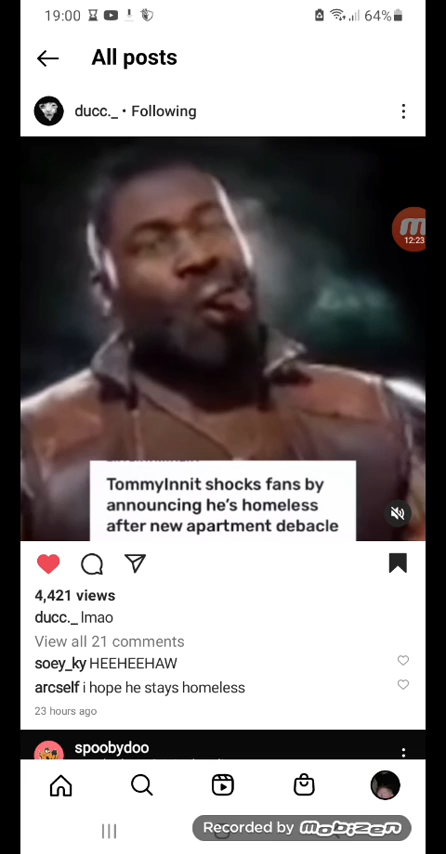 19:00
64%
All posts
ducc._ • Following
12:23
TommyInnit shocks fans by
announcing he's homeless
after new apartment debacle
4,421 views
ducc._ lmao
View all 21 comments
soey_ky HEEHEEHAW
arcself i hope he stays homeless
23 hours ago
spoobydoo
Recorded by mobizen